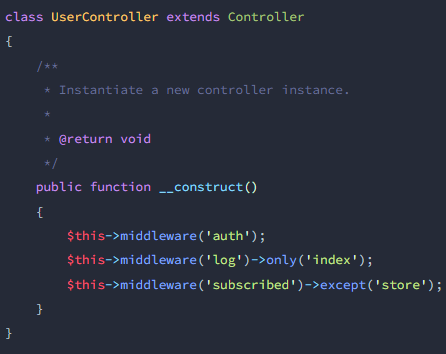 class UserController extends Controller
{
    /**
     * Instantiate a new controller instance.
     *
     * @return void
     */
    public function __construct()
    {
        $this->middleware('auth');
        $this->middleware('log')->only('index');
        $this->middleware('subscribed')->except('store');
    }
}